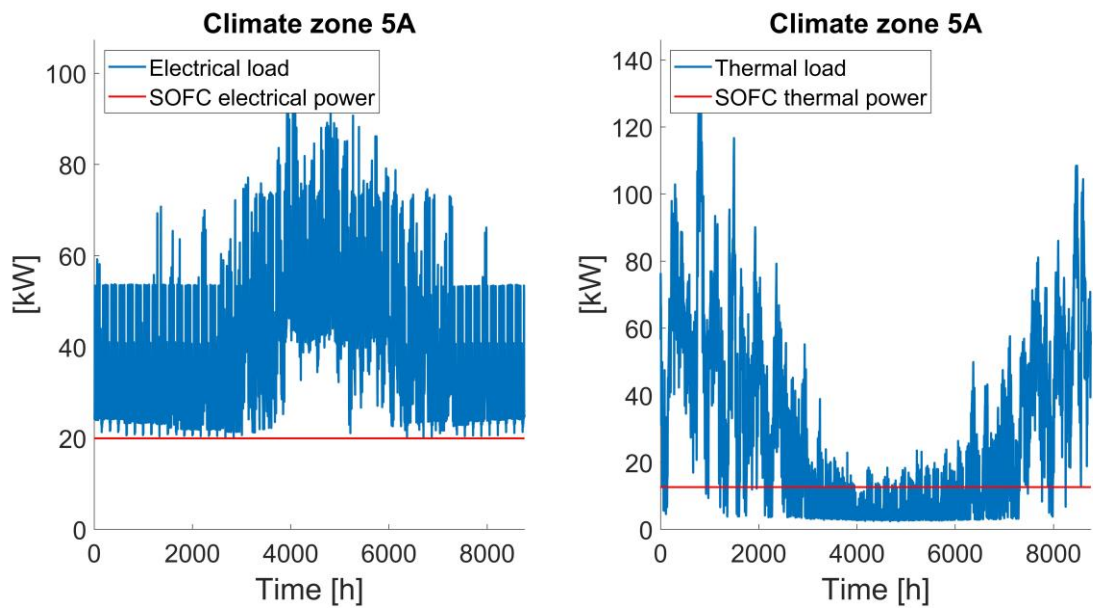 Climate zone 5A
Electrical load
SOFC electrical power
100
80
60
40
20
0
[kW]
0 2000 4000 6000 8000
Time [h]
Climate zone 5A
Thermal load
SOFC thermal power
140
120
100
80
60
40
20
0
[kW]
0 2000 4000 6000 8000
Time [h]